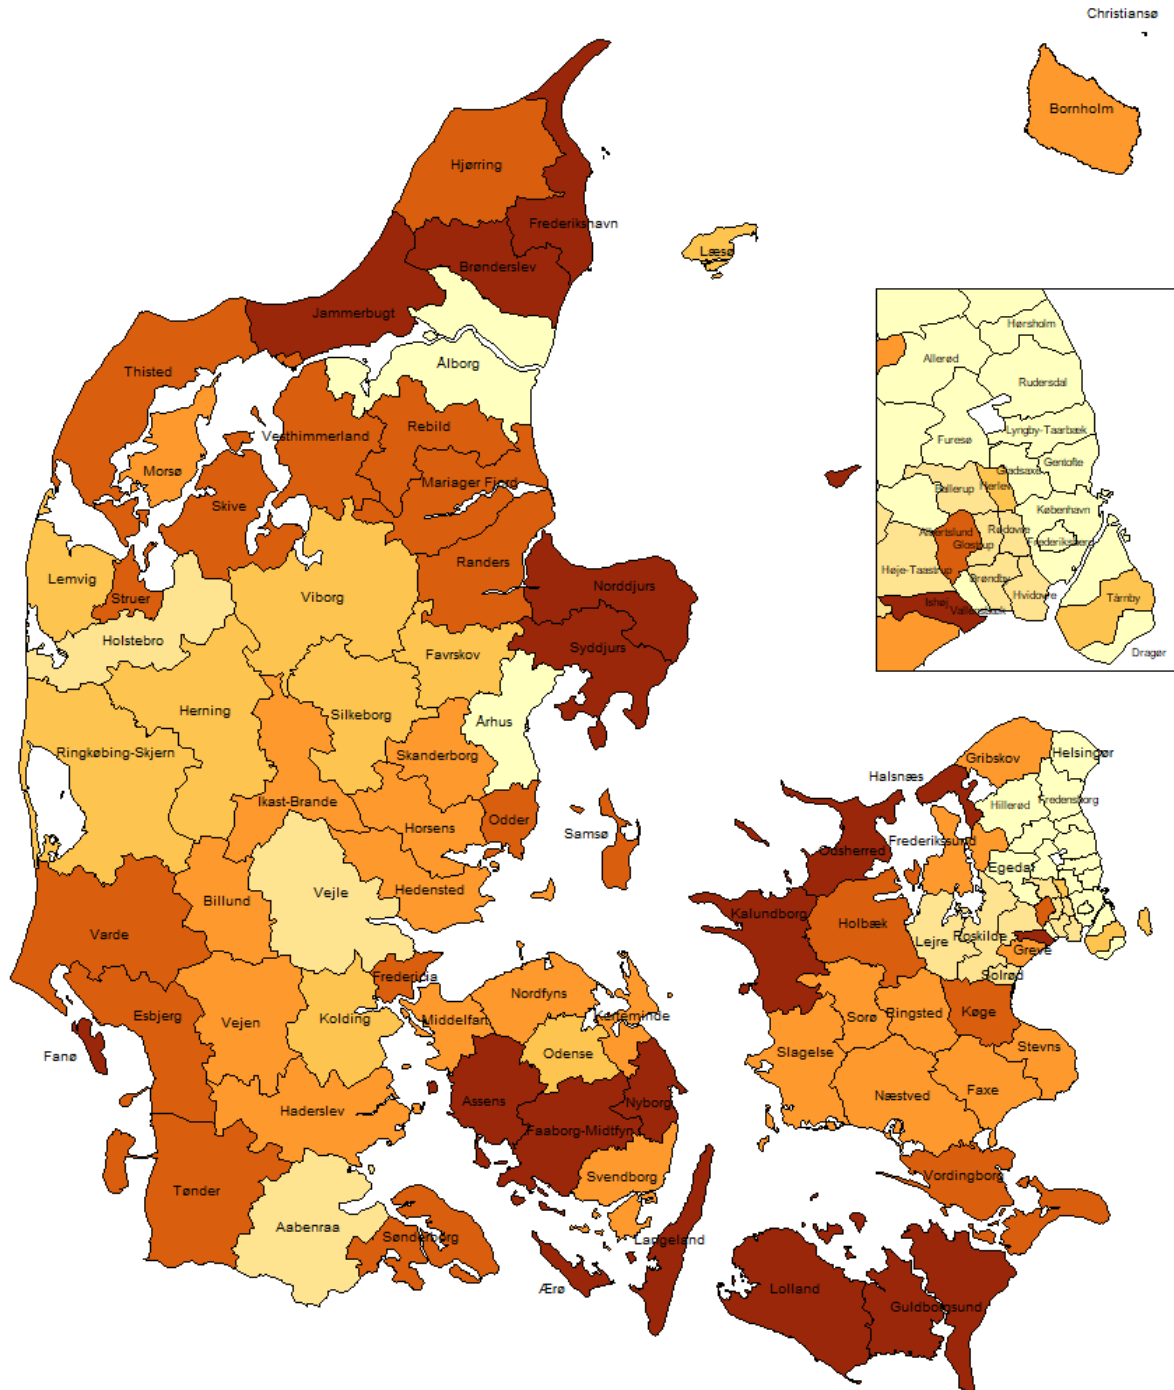 Christiansø
Bornholm
Hjørring
Frederikshavn
Læsø
Brønderslev
Jammerbugt
Ålborg
Thisted
Vesthimmerland
Rebild
Morsø
Mariager Fjord
Skive
Randers
Lemvig
Struer
Viborg
Norddjurs
Holstebro
Syddjurs
Favrskov
Herning
Silkeborg
Århus
Ringkøbing-Skjern
Skanderborg
Ikast-Brande
Horsens
Odder
Samsø
Hedensted
Billund
Vejle
Varde
Fredericia
Esbjerg
Vejen
Kolding
Fanø
Haderslev
Tønder
Aabenraa
Sønderborg
Nordfyns
Middelfart
Kerteminde
Odense
Assens
Nyborg
Faaborg-Midtfyn
Svendborg
Langeland
Ærø
Hørsholm
Allerød
Rudersdal
Lyngby-Taarbæk
Furesø
Gentofte
Gladsaxe
Ballerup
Herlev
København
Albertslund
Rødovre
Frederiksberg
Glostrup
Høje-Taastrup
Brøndby
Hvidovre
Ishøj
Vallensbæk
Tårnby
Dragør
Helsingør
Gribskov
Halsnæs
Hillerød
Fredensborg
Frederikssund
Odsherred
Egedal
Kalundborg
Holbæk
Roskilde
Lejre
Greve
Solrød
Sorø
Ringsted
Køge
Slagelse
Stevns
Næstved
Faxe
Vordingborg
Lolland
Guldborgsund